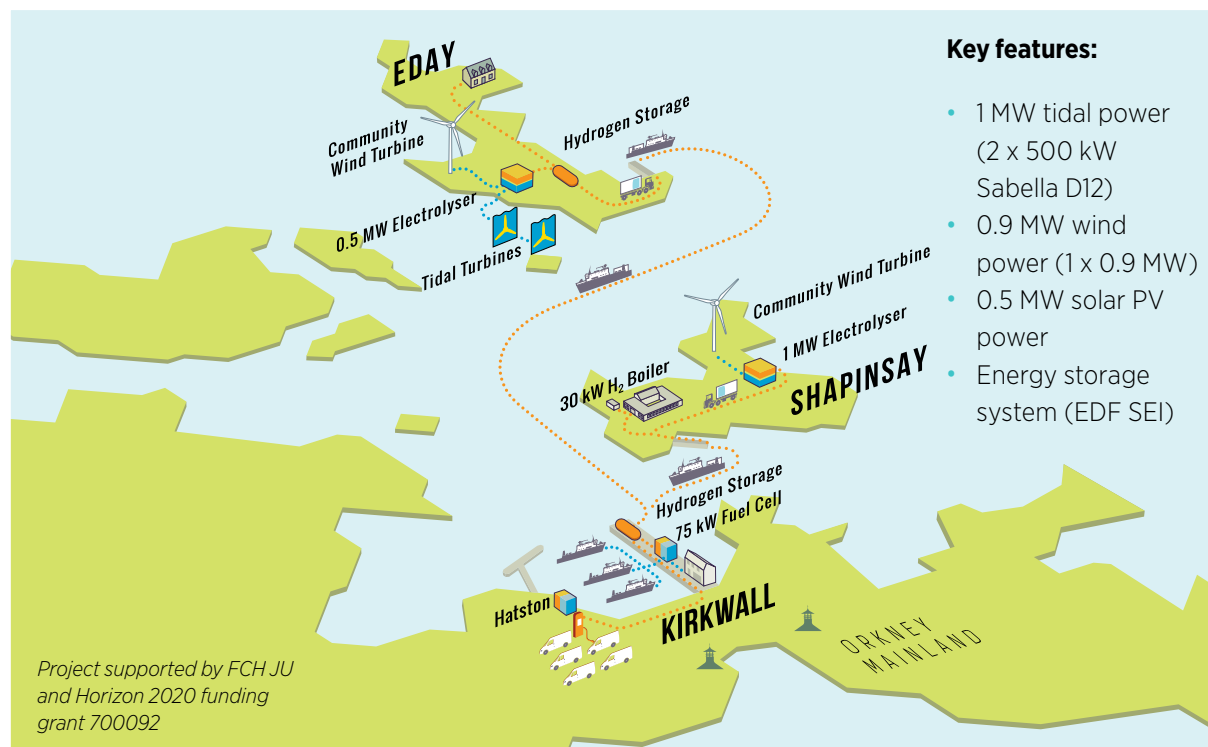 EDAY
Community
Wind Turbine
Hydrogen Storage
0.5 MW Electrolyser
Tidal Turbines
Community Wind Turbine
1 MW Electrolyser
30 kW H₂ Boiler
SHAPINSAY
Hydrogen Storage
75 kW Fuel Cell
Hatston
KIRKWALL
ORKNEY
MAINLAND
Project supported by FCH JU
and Horizon 2020 funding
grant 700092
Key features:
• 1 MW tidal power
(2 x 500 kW
Sabella D12)
• 0.9 MW wind
power (1 x 0.9 MW)
• 0.5 MW solar PV
power
• Energy storage
system (EDF SEI)